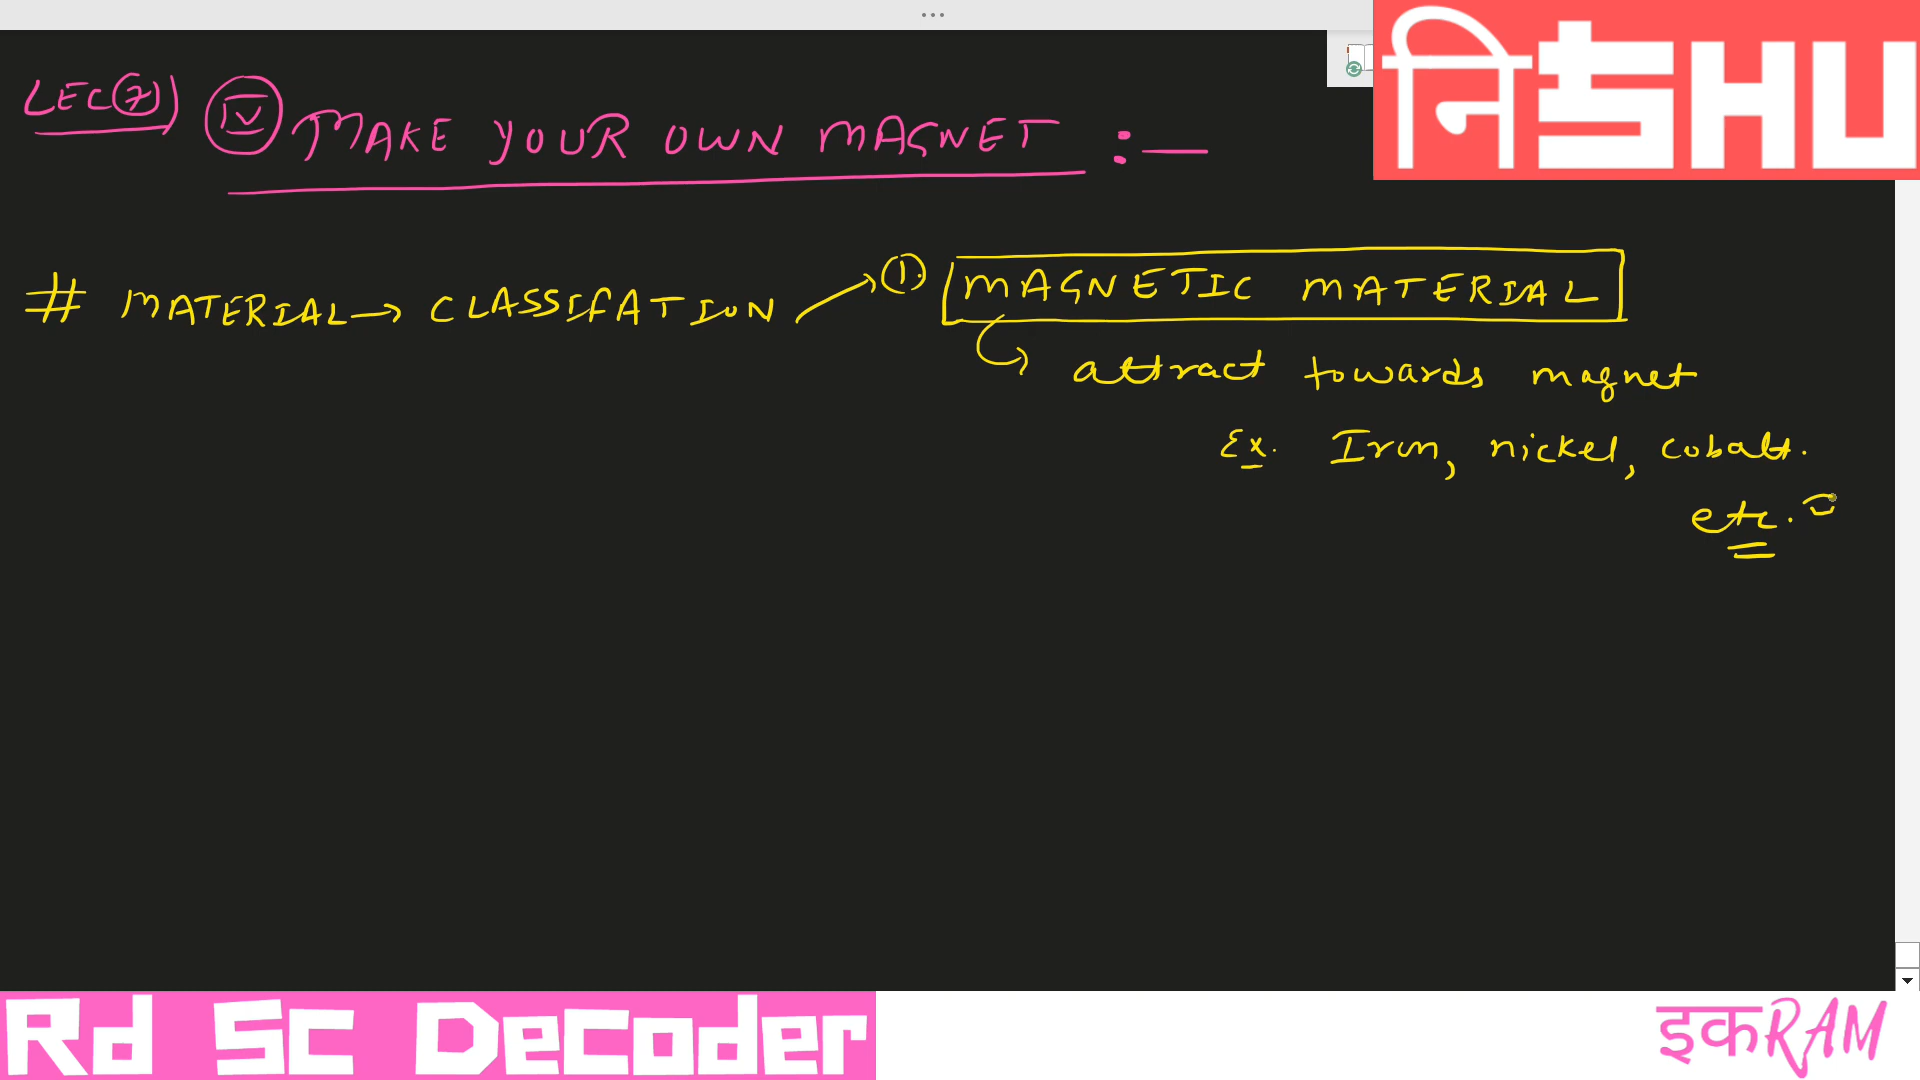 LEC(7) (IV) MAKE YOUR OWN MAGNET :—
निSHU
# MATERIAL → CLASSIFATION → (1). MAGNETIC MATERIAL
attract towards magnet
Ex. Iron, nickel, cobalt.
etc.
Rd Sc Decoder
इकRAM